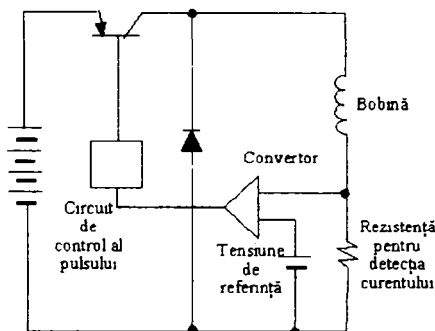 Bobină
Convertor
Circuit
de
control al
pulsului
Tensiune
de
referință
Rezistență
pentru
detecția
curentului